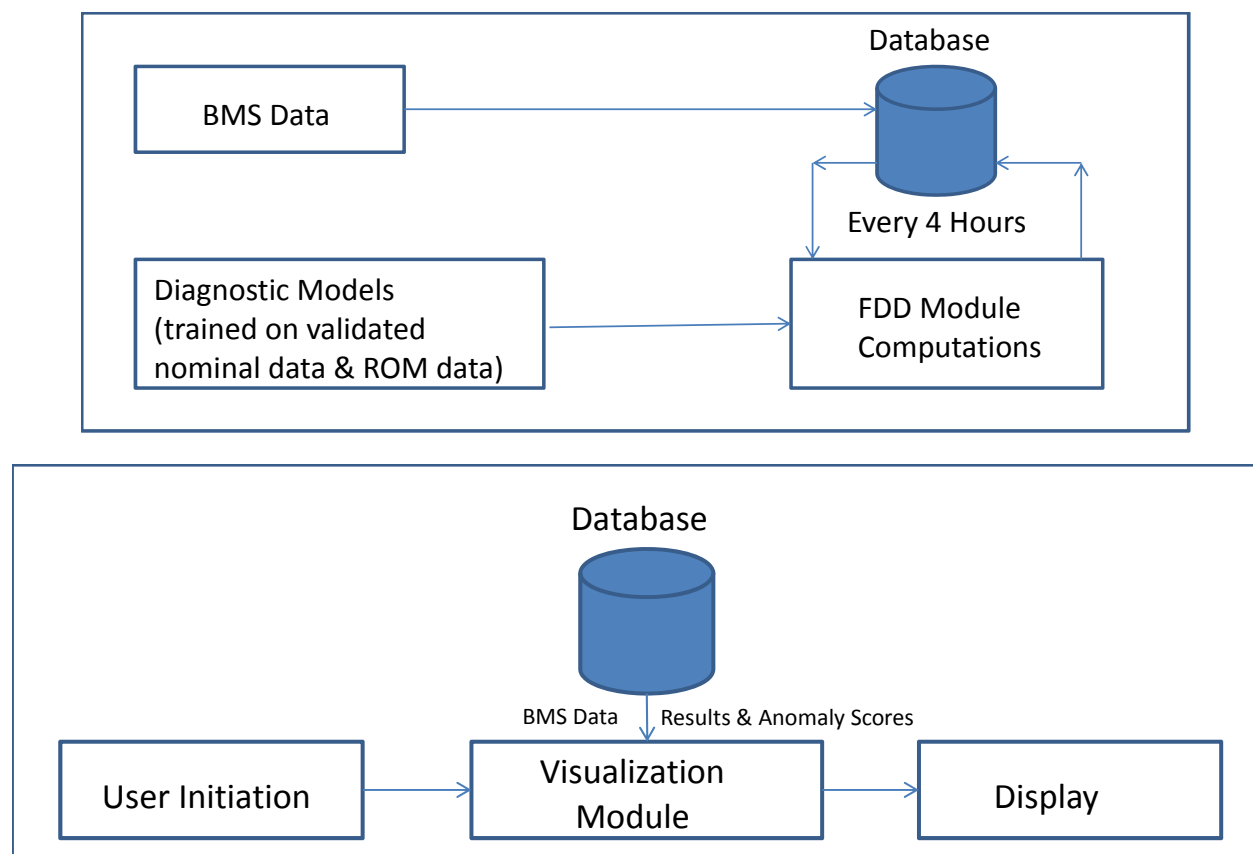 Database
BMS Data
Every 4 Hours
Diagnostic Models
(trained on validated
nominal data & ROM data)
FDD Module
Computations
Database
BMS Data
Results & Anomaly Scores
User Initiation
Visualization
Module
Display